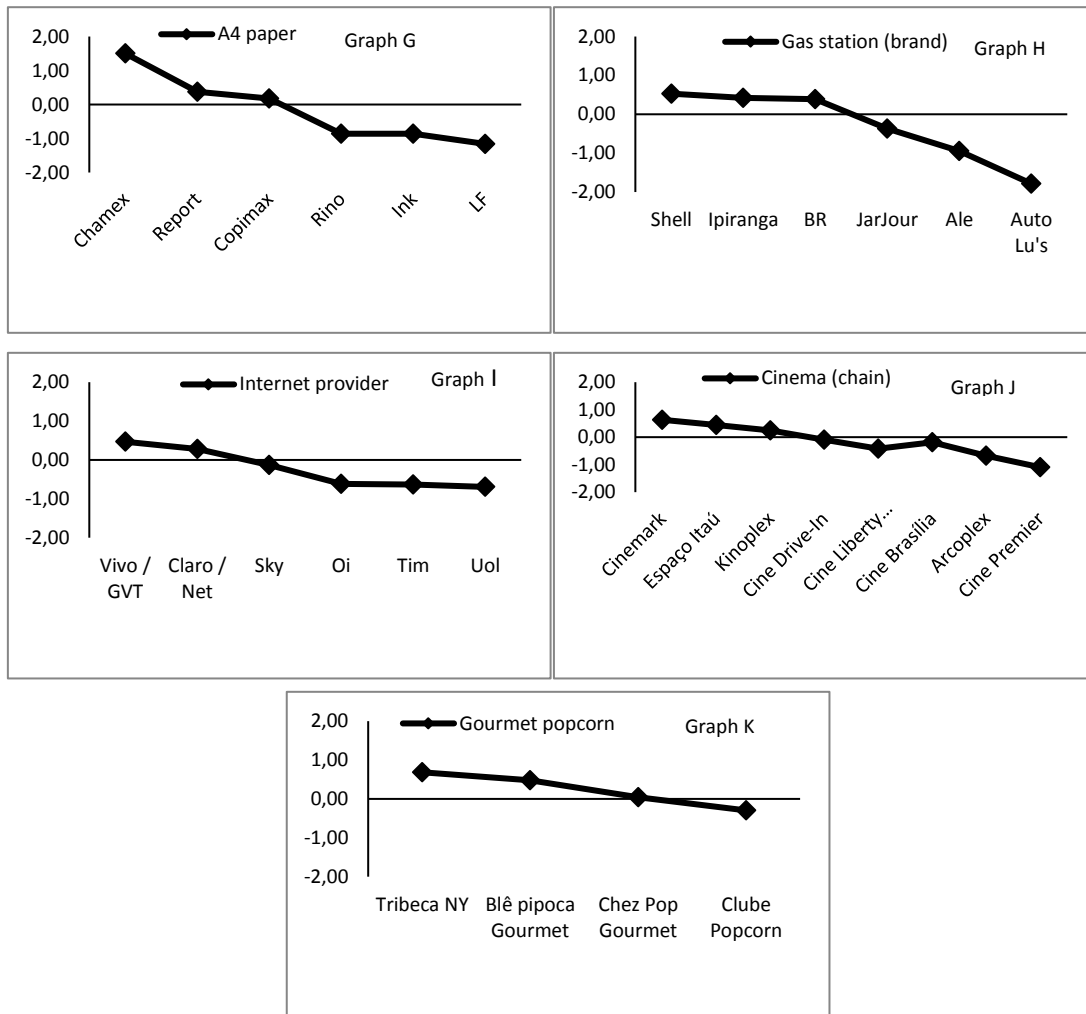 A4 paper
Graph G
2,00
1,00
0,00
-1,00
-2,00
Chamex
Report
Copimax
Rino
Ink
LF
Gas station (brand)
Graph H
2,00
1,00
0,00
-1,00
-2,00
Shell
Ipiranga
BR
JarJour
Ale
Auto
Lu's
Internet provider
Graph I
2,00
1,00
0,00
-1,00
-2,00
Vivo /
GVT
Claro /
Net
Sky
Oi
Tim
Uol
Cinema (chain)
Graph J
2,00
1,00
0,00
-1,00
-2,00
Cinemark
Espaço Itaú
Kinoplex
Cine Drive-In
Cine Liberty...
Cine Brasília
Arcoplex
Cine Premier
Gourmet popcorn
Graph K
2,00
1,00
0,00
-1,00
-2,00
Tribeca NY
Blê pipoca
Gourmet
Chez Pop
Gourmet
Clube
Popcorn